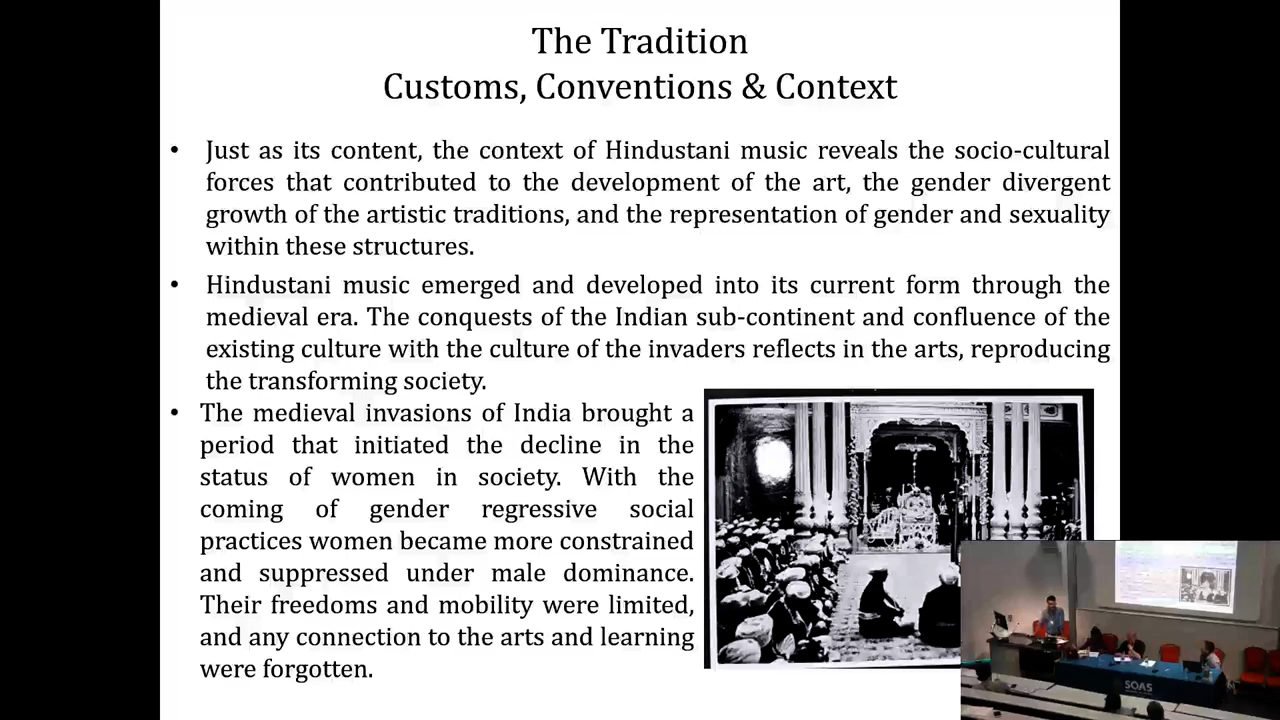 The Tradition
Customs, Conventions & Context
• Just as its content, the context of Hindustani music reveals the socio-cultural
forces that contributed to the development of the art, the gender divergent
growth of the artistic traditions, and the representation of gender and sexuality
within these structures.
• Hindustani music emerged and developed into its current form through the
medieval era. The conquests of the Indian sub-continent and confluence of the
existing culture with the culture of the invaders reflects in the arts, reproducing
the transforming society.
• The medieval invasions of India brought a
period that initiated the decline in the
status of women in society. With the
coming of gender regressive social
practices women became more constrained
and suppressed under male dominance.
Their freedoms and mobility were limited,
and any connection to the arts and learning
were forgotten.
SOAS